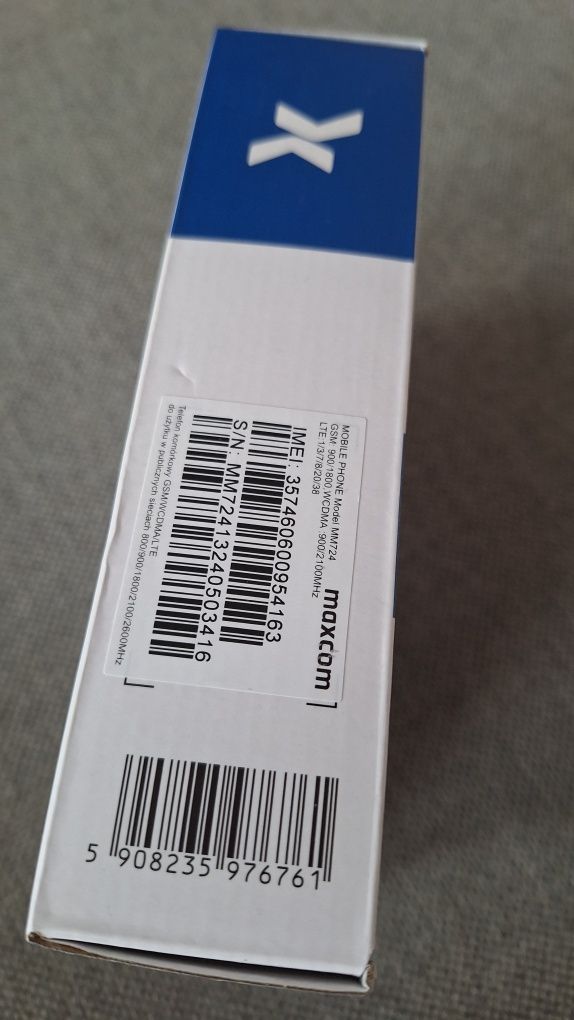 MOBILE PHONE Model MM724
GSM: 900/1800,WCDMA :900/2100MHz
LTE:1/3/7/8/20/38
maxcom
IMEI: 357460600954163
S/N: MM72413240503416
Telefon komórkowy GSM/WCDMA/LTE
do użytku w publicznych sieciach 800/900/1800/2100/2600MHz
5 908235 976761